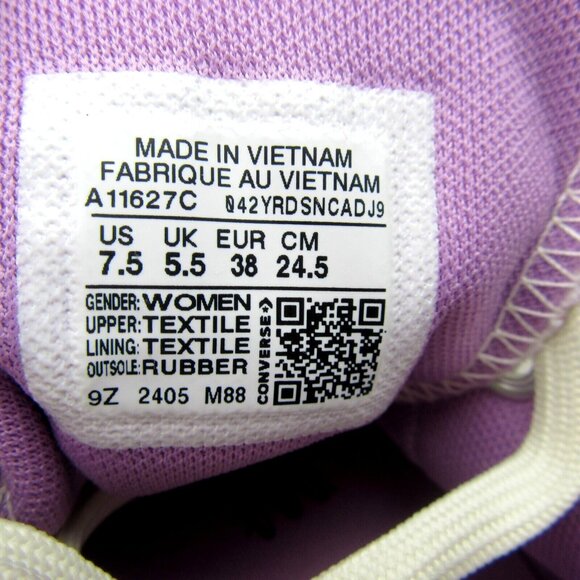 MADE IN VIETNAM
FABRIQUE AU VIETNAM
A11627C 042YRDSNCADJ9
US UK EUR CM
7.5 5.5 38 24.5
GENDER: WOMEN
UPPER: TEXTILE
LINING: TEXTILE
OUTSOLE: RUBBER
9Z 2405 M88
CONVERSE